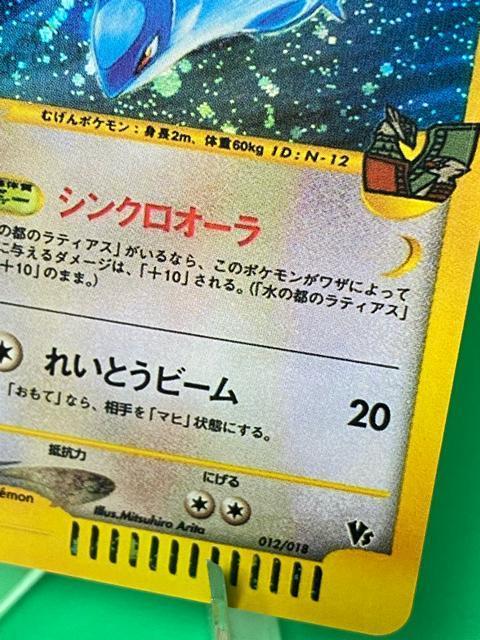 むげんポケモン：身長2m、体重60kg ID：N-12
シンクロオーラ
の都のラティアス」がいるなら、このポケモンがワザによって
に与えるダメージは、「＋10」される。（「水の都のラティアス」
＋10」のまま。）
れいとうビーム 20
「おもて」なら、相手を「マヒ」状態にする。
抵抗力 にげる
émon
Illus.Mitsuhiro Arita 012/018 Vs